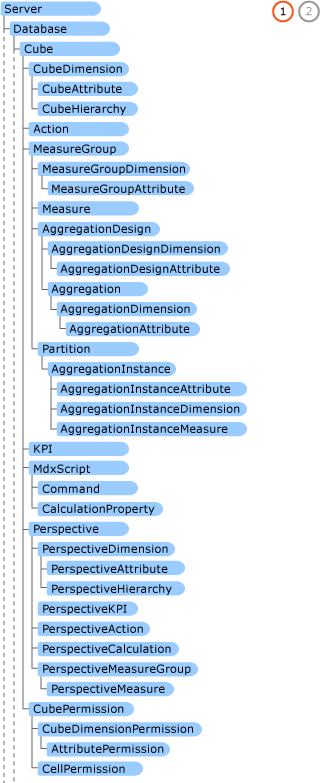 Server
1 2
Database
Cube
CubeDimension
CubeAttribute
CubeHierarchy
Action
MeasureGroup
MeasureGroupDimension
MeasureGroupAttribute
Measure
AggregationDesign
AggregationDesignDimension
AggregationDesignAttribute
Aggregation
AggregationDimension
AggregationAttribute
Partition
AggregationInstance
AggregationInstanceAttribute
AggregationInstanceDimension
AggregationInstanceMeasure
KPI
MdxScript
Command
CalculationProperty
Perspective
PerspectiveDimension
PerspectiveAttribute
PerspectiveHierarchy
PerspectiveKPI
PerspectiveAction
PerspectiveCalculation
PerspectiveMeasureGroup
PerspectiveMeasure
CubePermission
CubeDimensionPermission
AttributePermission
CellPermission